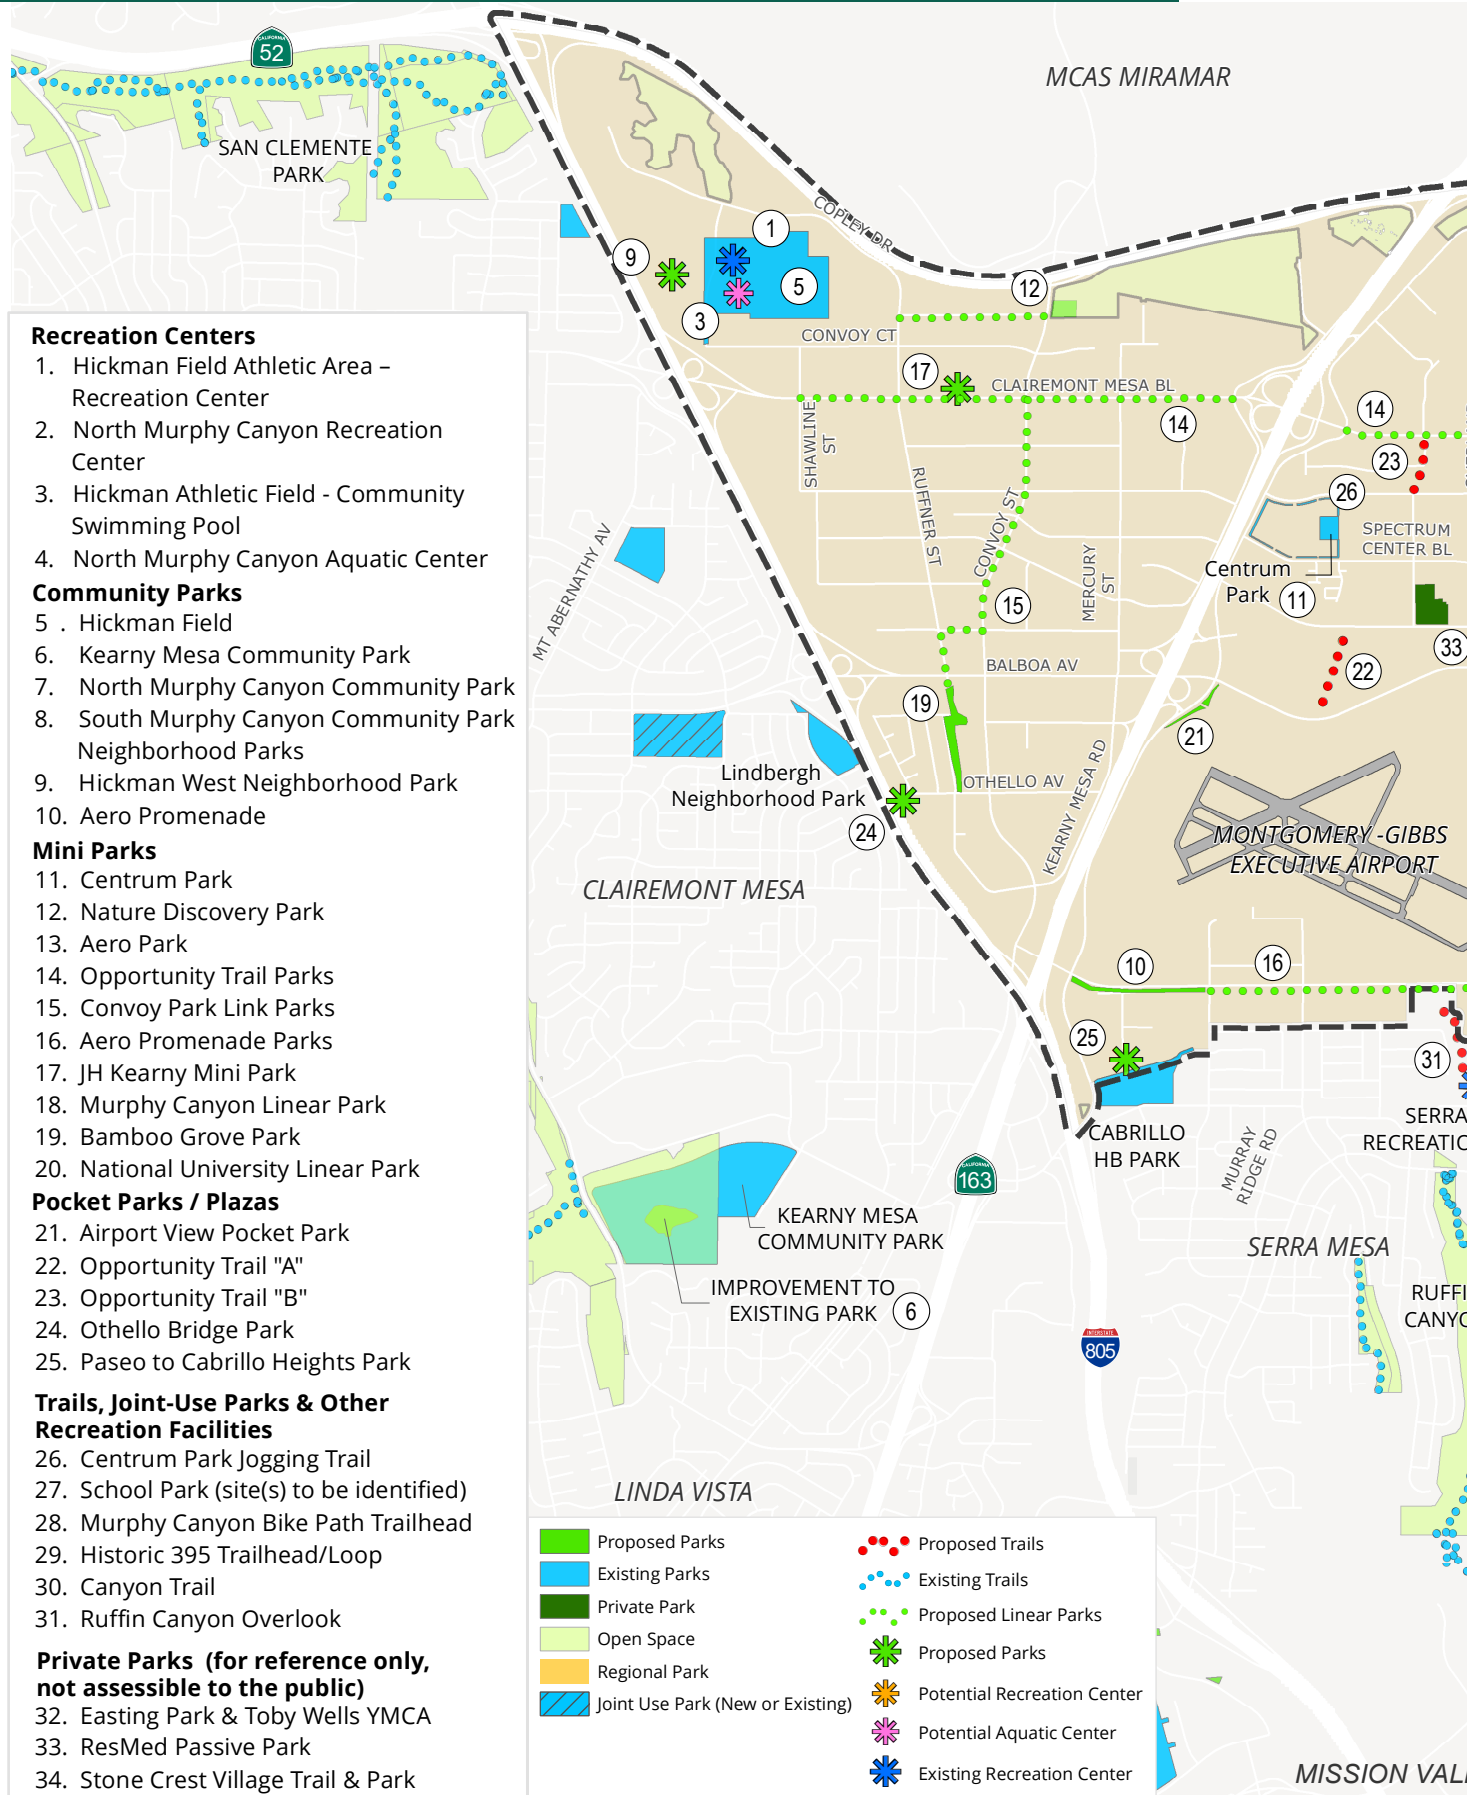 CALIFORNIA
52
MCAS MIRAMAR
SAN CLEMENTE
PARK
COPLEY DR
1
9
5
12
3
CONVOY CT
17
CLAIREMONT MESA BL
14
14
SHAWLINE
ST
23
26
RUFFNER ST
CONVOY ST
SPECTRUM
CENTER BL
MERCURY
ST
Centrum
Park
11
15
MT ABERNATHY AV
33
BALBOA AV
22
19
21
Lindbergh
Neighborhood Park
OTHELLO AV
KEARNY MESA RD
24
MONTGOMERY -GIBBS
EXECUTIVE AIRPORT
CLAIREMONT MESA
10
16
25
31
CABRILLO
HB PARK
SERRA
RECREATIO
MURRAY
RIDGE RD
CALIFORNIA
163
KEARNY MESA
COMMUNITY PARK
SERRA MESA
IMPROVEMENT TO
EXISTING PARK
6
RUFFI
CANYO
INTERSTATE
805
LINDA VISTA
MISSION VALL
Recreation Centers
1. Hickman Field Athletic Area –
Recreation Center
2. North Murphy Canyon Recreation
Center
3. Hickman Athletic Field - Community
Swimming Pool
4. North Murphy Canyon Aquatic Center
Community Parks
5 . Hickman Field
6. Kearny Mesa Community Park
7. North Murphy Canyon Community Park
8. South Murphy Canyon Community Park
Neighborhood Parks
9. Hickman West Neighborhood Park
10. Aero Promenade
Mini Parks
11. Centrum Park
12. Nature Discovery Park
13. Aero Park
14. Opportunity Trail Parks
15. Convoy Park Link Parks
16. Aero Promenade Parks
17. JH Kearny Mini Park
18. Murphy Canyon Linear Park
19. Bamboo Grove Park
20. National University Linear Park
Pocket Parks / Plazas
21. Airport View Pocket Park
22. Opportunity Trail "A"
23. Opportunity Trail "B"
24. Othello Bridge Park
25. Paseo to Cabrillo Heights Park
Trails, Joint-Use Parks & Other
Recreation Facilities
26. Centrum Park Jogging Trail
27. School Park (site(s) to be identified)
28. Murphy Canyon Bike Path Trailhead
29. Historic 395 Trailhead/Loop
30. Canyon Trail
31. Ruffin Canyon Overlook
Private Parks (for reference only,
not assessible to the public)
32. Easting Park & Toby Wells YMCA
33. ResMed Passive Park
34. Stone Crest Village Trail & Park
Proposed Parks
Existing Parks
Private Park
Open Space
Regional Park
Joint Use Park (New or Existing)
Proposed Trails
Existing Trails
Proposed Linear Parks
Proposed Parks
Potential Recreation Center
Potential Aquatic Center
Existing Recreation Center